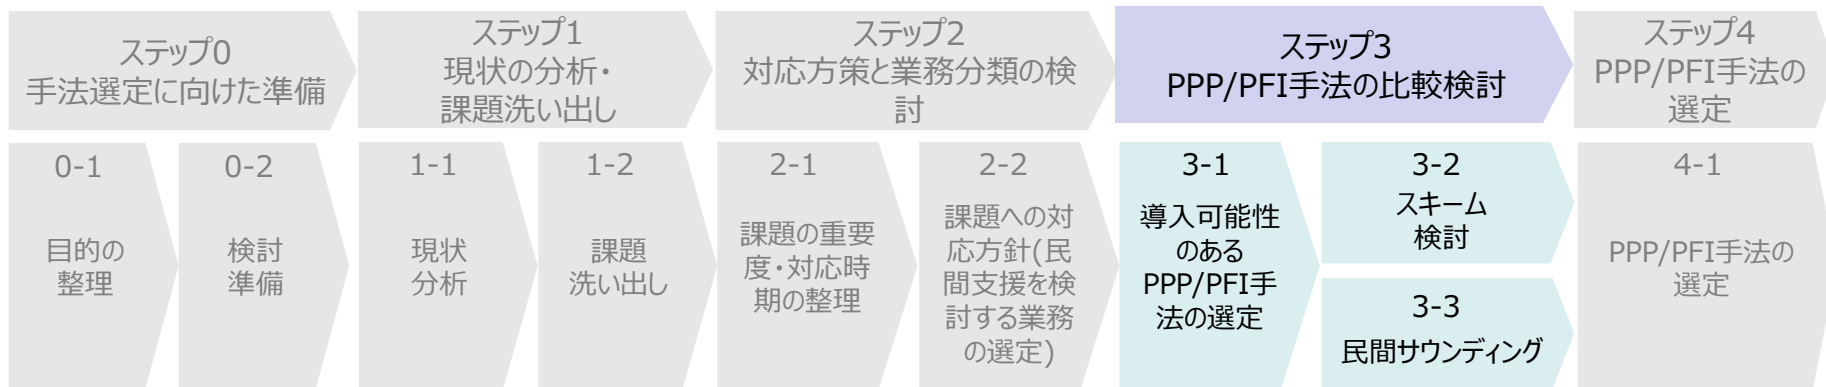 ステップ0
手法選定に向けた準備
ステップ1
現状の分析・
課題洗い出し
ステップ2
対応方策と業務分類の検
討
ステップ3
PPP/PFI手法の比較検討
ステップ4
PPP/PFI手法の
選定
0-1
目的の
整理
0-2
検討
準備
1-1
現状
分析
1-2
課題
洗い出し
2-1
課題の重要
度・対応時
期の整理
2-2
課題への対
応方針(民
間支援を検
討する業務
の選定)
3-1
導入可能性
のある
PPP/PFI手
法の選定
3-2
スキーム
検討
3-3
民間サウンディング
4-1
PPP/PFI手法の
選定